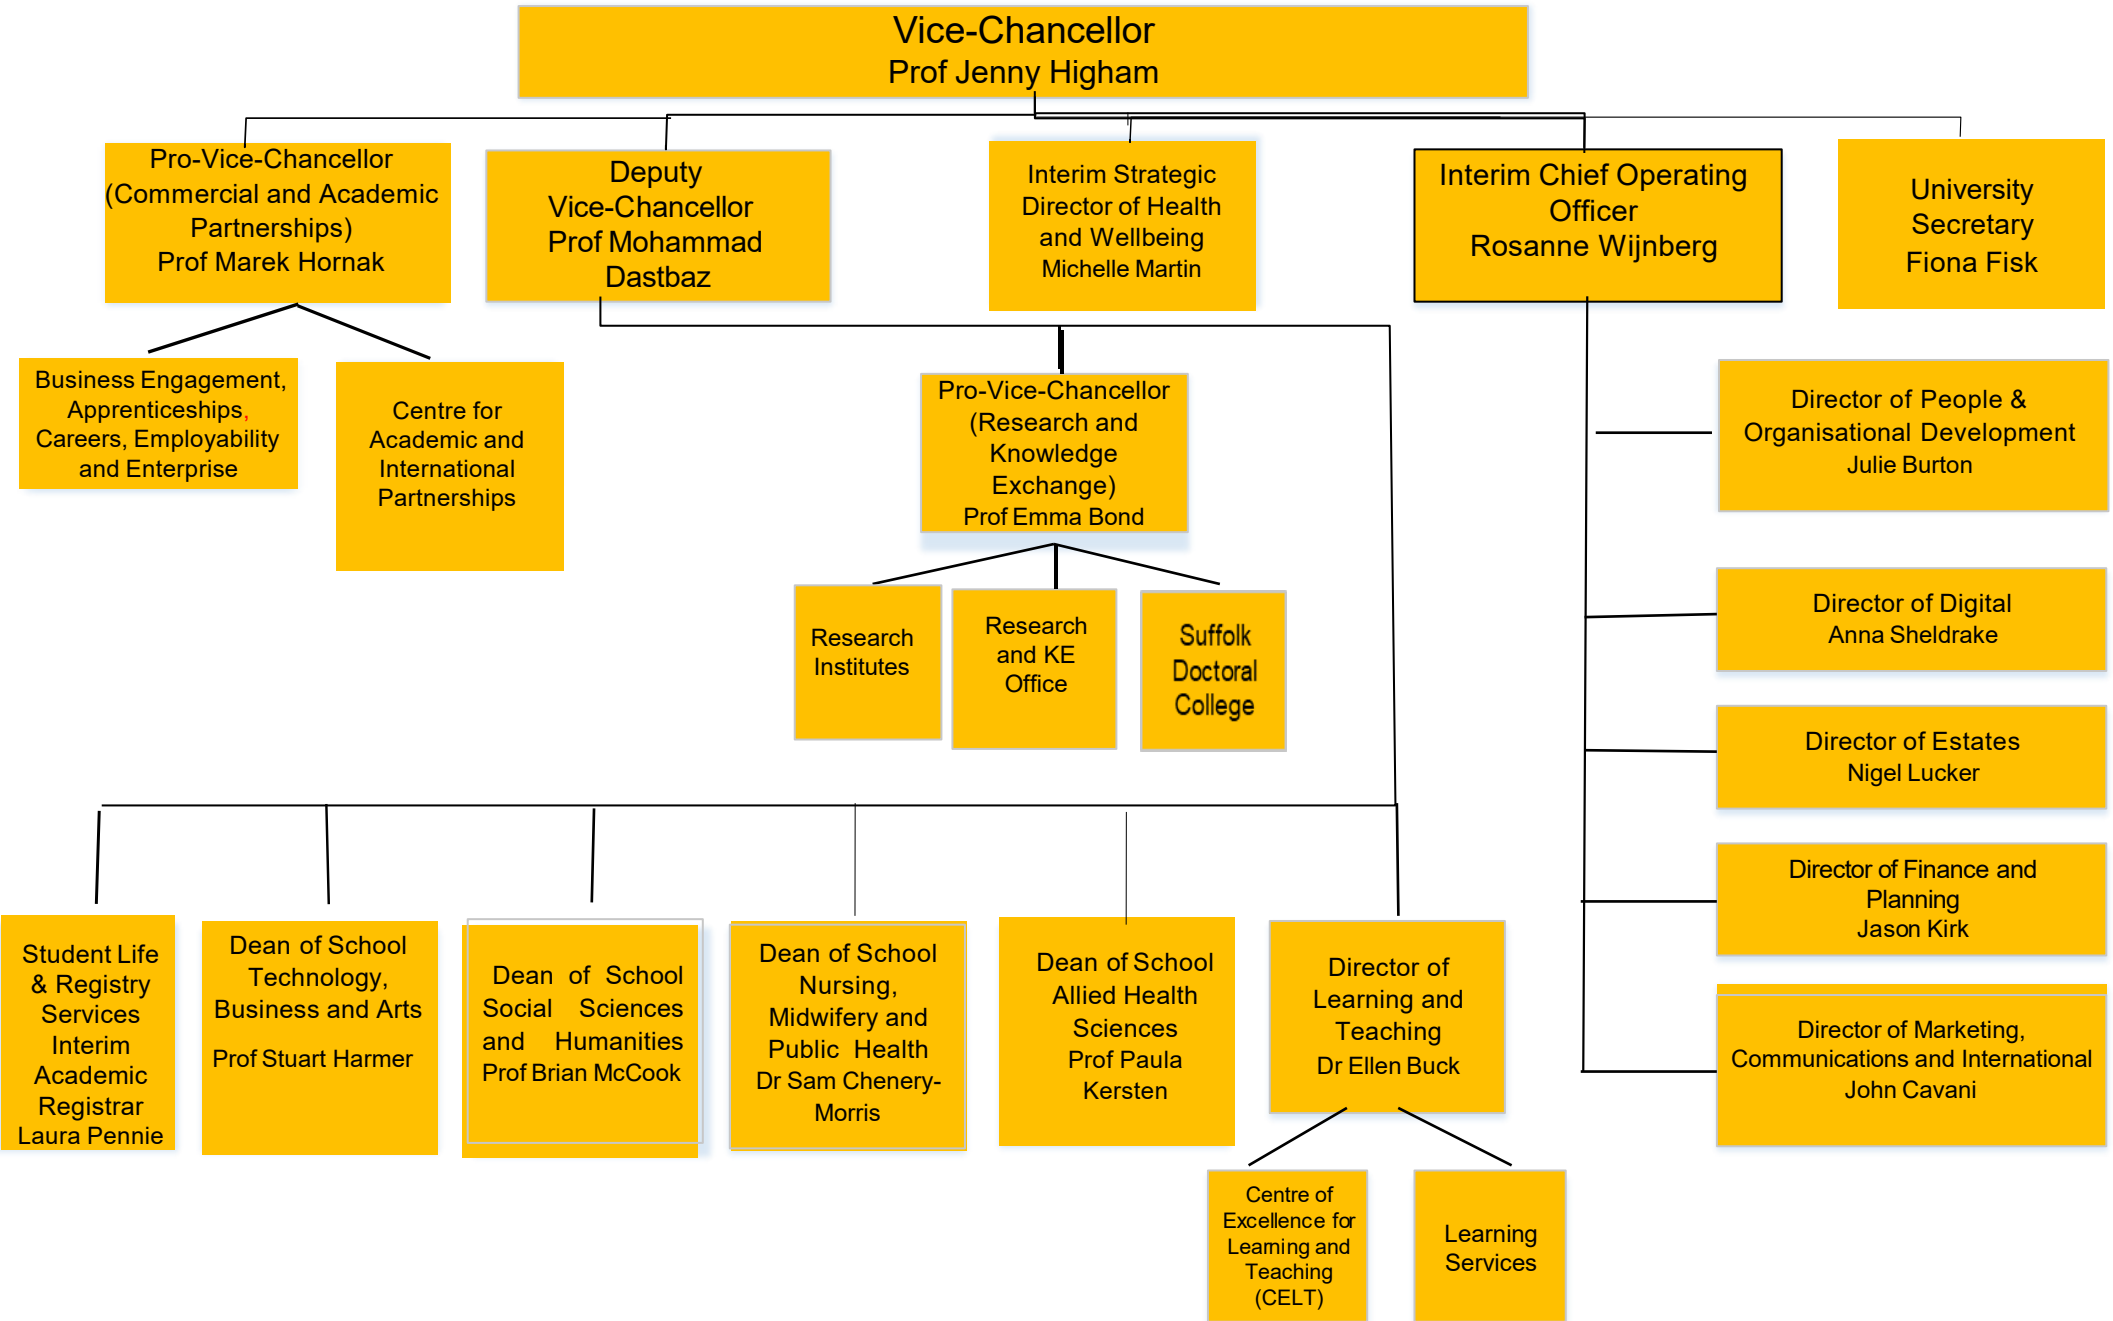 Vice-Chancellor
Prof Jenny Higham
Pro-Vice-Chancellor
(Commercial and Academic
Partnerships)
Prof Marek Hornak
Deputy
Vice-Chancellor
Prof Mohammad
Dastbaz
Interim Strategic
Director of Health
and Wellbeing
Michelle Martin
Interim Chief Operating
Officer
Rosanne Wijnberg
University
Secretary
Fiona Fisk
Business Engagement,
Apprenticeships,
Careers, Employability
and Enterprise
Centre for
Academic and
International
Partnerships
Pro-Vice-Chancellor
(Research and
Knowledge
Exchange)
Prof Emma Bond
Director of People &
Organisational Development
Julie Burton
Research
Institutes
Research
and KE
Office
Suffolk
Doctoral
College
Director of Digital
Anna Sheldrake
Director of Estates
Nigel Lucker
Director of Finance and
Planning
Jason Kirk
Director of Marketing,
Communications and International
John Cavani
Student Life
& Registry
Services
Interim
Academic
Registrar
Laura Pennie
Dean of School
Technology,
Business and Arts
Prof Stuart Harmer
Dean of School
Social Sciences
and Humanities
Prof Brian McCook
Dean of School
Nursing,
Midwifery and
Public Health
Dr Sam Chenery-
Morris
Dean of School
Allied Health
Sciences
Prof Paula
Kersten
Director of
Learning and
Teaching
Dr Ellen Buck
Centre of
Excellence for
Learning and
Teaching
(CELT)
Learning
Services